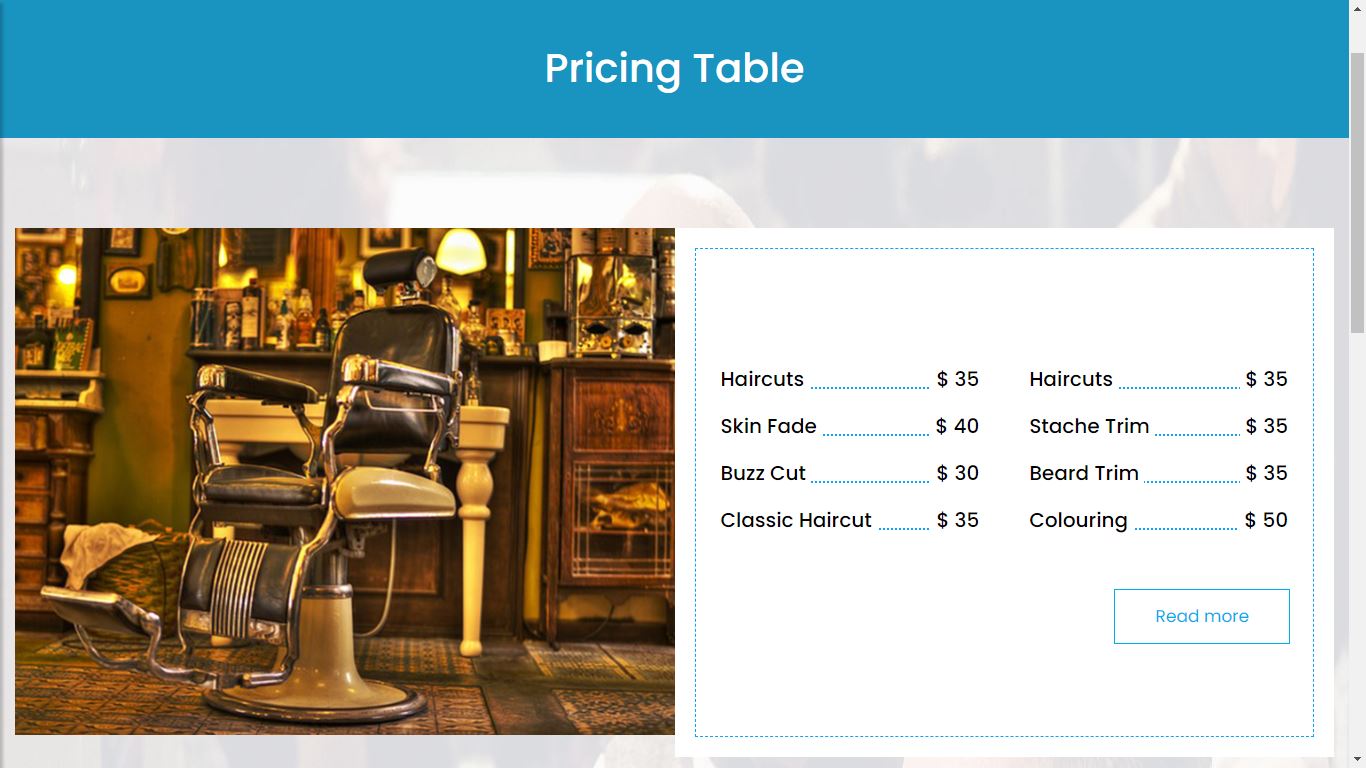 Pricing Table
Haircuts $ 35
Skin Fade $ 40
Buzz Cut $ 30
Classic Haircut $ 35
Haircuts $ 35
Stache Trim $ 35
Beard Trim $ 35
Colouring $ 50
Read more